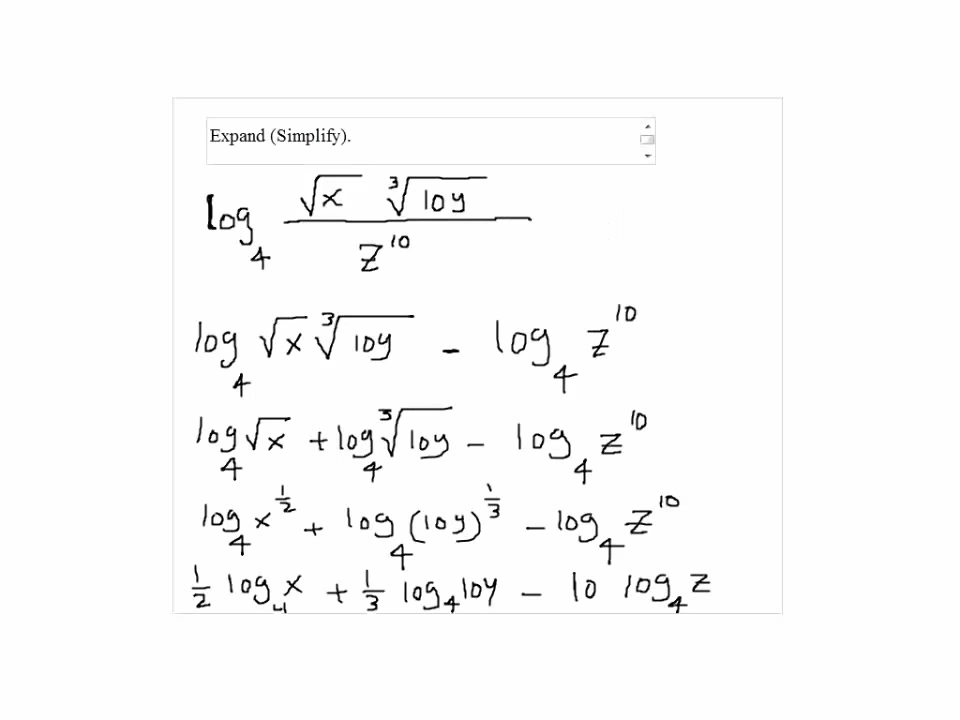 Expand (Simplify).
log₄ (√x ∛10y) / z¹⁰
log₄ √x ∛10y - log₄ z¹⁰
log₄ √x + log₄ ∛10y - log₄ z¹⁰
log₄ x^½ + log₄ (10y)^⅓ - log₄ z¹⁰
½ log₄ x + ⅓ log₄ 10y - 10 log₄ z